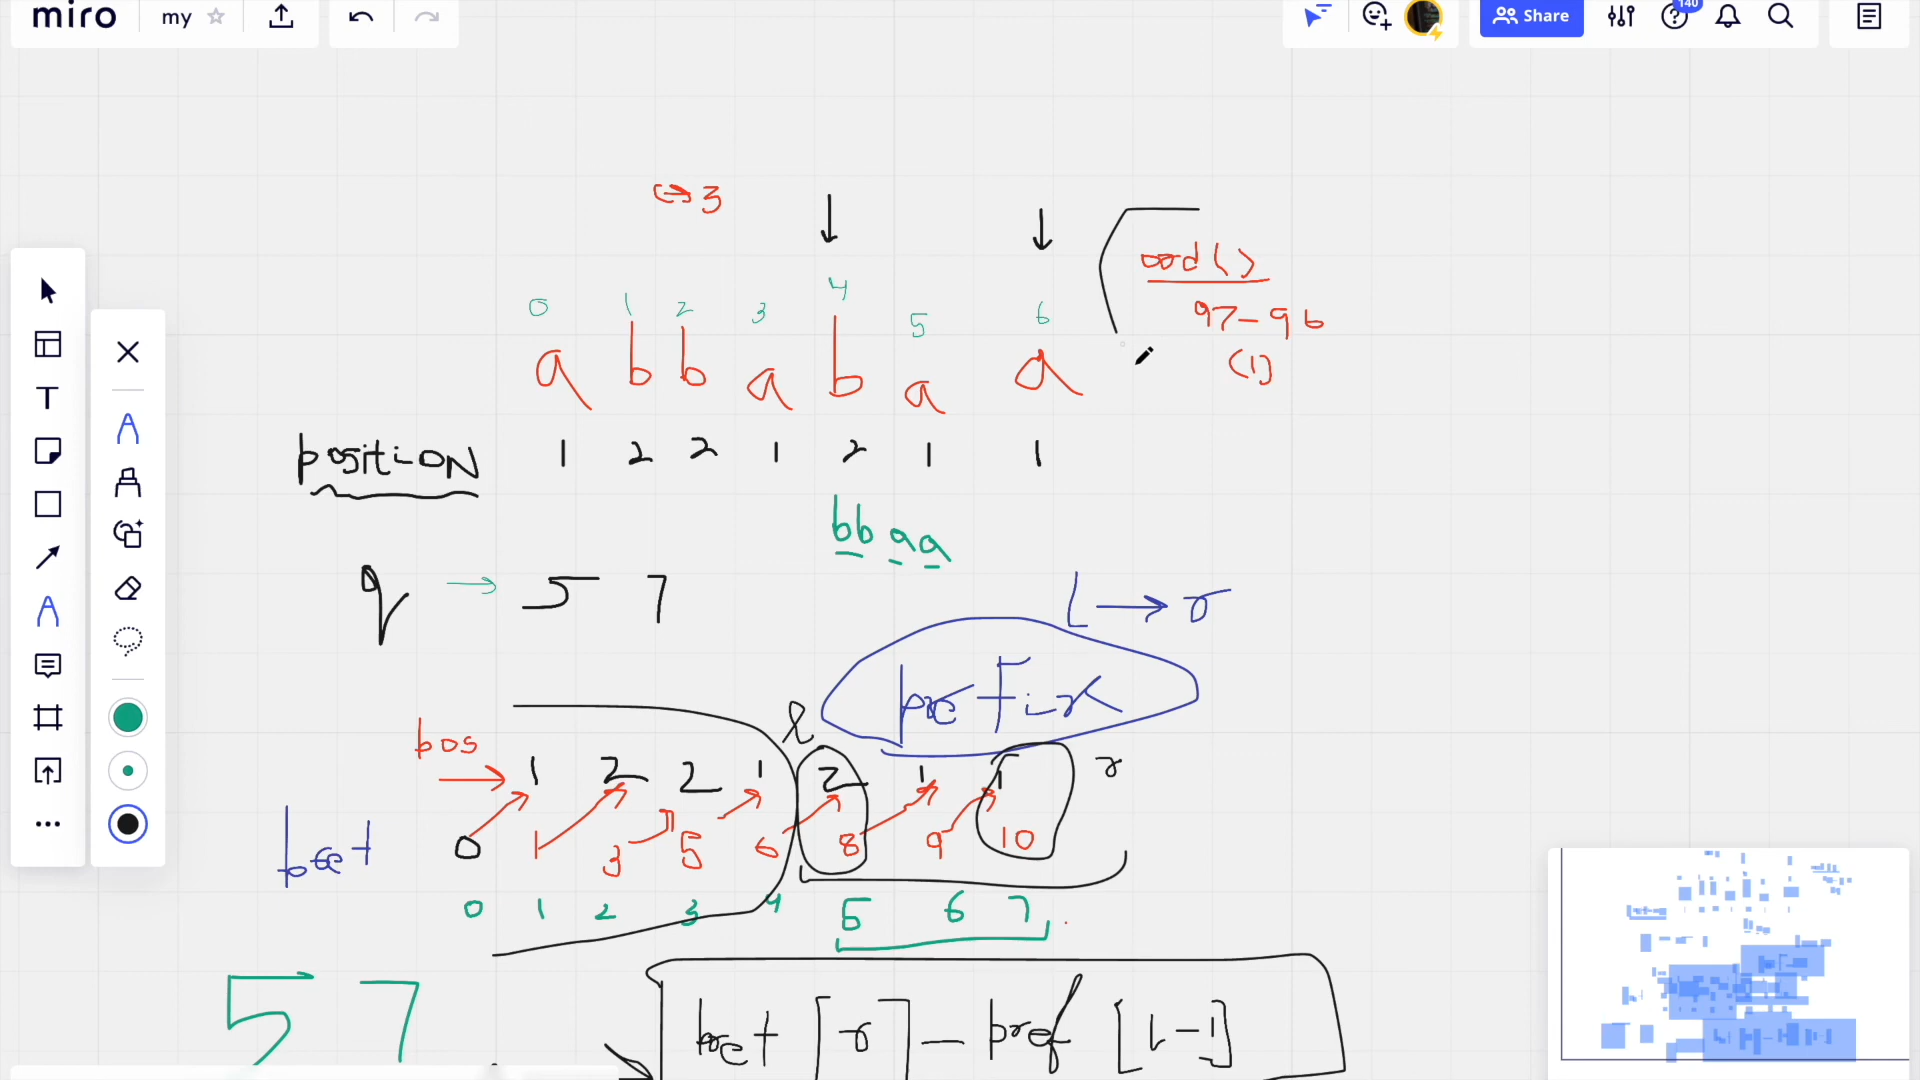 miro my Share 140
3
ord ( )
0 1 2 3 4 5 6
97 - 96
a b b a b a a
(1)
position 1 2 2 1 2 1 1
bb aa
q → 5 7
L → r
prefix
l
pos → 1 2 2 1 2 1 1 r
pref 0 1 3 5 6 8 9 10
0 1 2 3 4 5 6 7
5 7
pref [r] - pref [l-1]
T